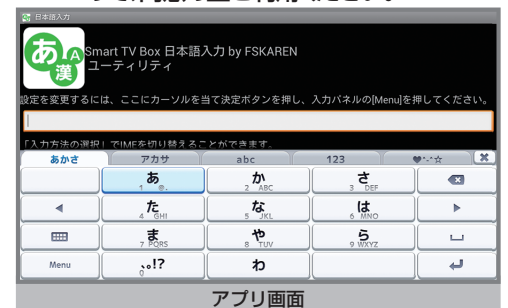 日本語入力
あ A 漢
Smart TV Box 日本語入力 by FSKAREN
ユーティリティ
設定を変更するには、ここにカーソルを当て決定ボタンを押し、入力パネルの[Menu]を押してください。
「入力方法の選択」でIMEを切り替えることができます。
あかさ アカサ abc 123 ♥･'･☆
あ 1 @. か 2 ABC さ 3 DEF
た 4 GHI な 5 JKL は 6 MNO
ま 7 PQRS や 8 TUV ら 9 WXYZ
Menu 、。!? 0 わ
アプリ画面